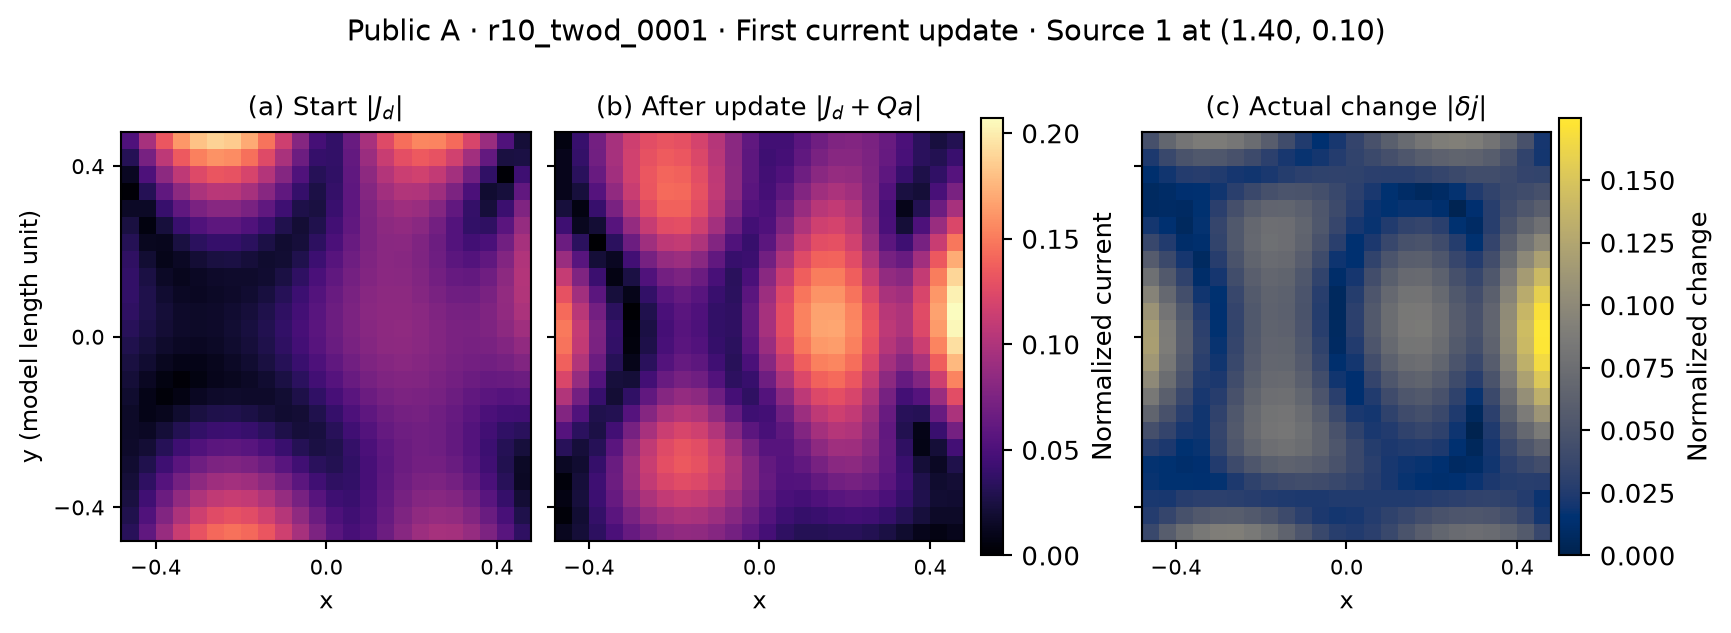 Public A · r10_twod_0001 · First current update · Source 1 at (1.40, 0.10)
(a) Start |J_d|
(b) After update |J_d + Qa|
(c) Actual change |δj|
y (model length unit)
0.4
0.0
−0.4
−0.4 0.0 0.4
x
−0.4 0.0 0.4
x
0.20
0.15
0.10
0.05
0.00
Normalized current
−0.4 0.0 0.4
x
0.150
0.125
0.100
0.075
0.050
0.025
0.000
Normalized change